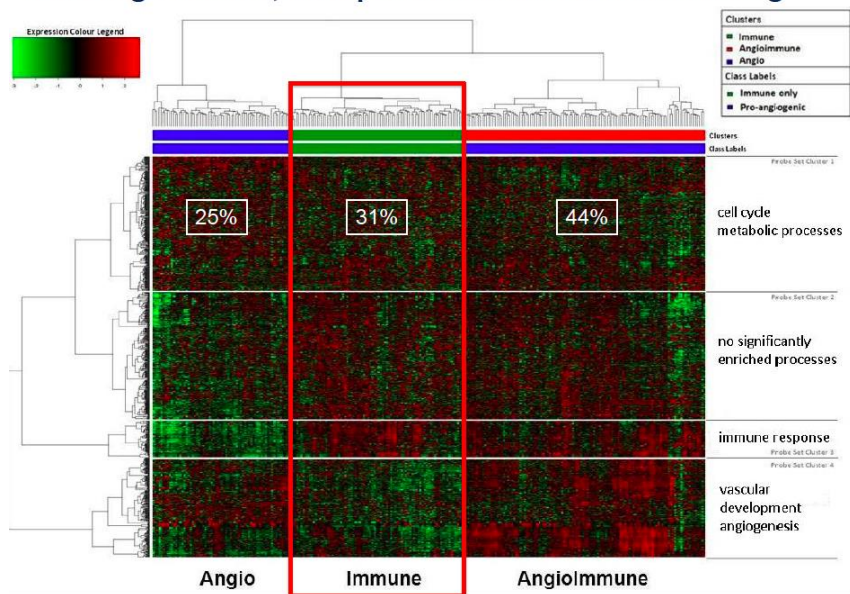 Expression Colour Legend
Clusters
Immune
Angioimmune
Angio
Class Labels
Immune only
Pro-angiogenic
Clusters
Class Labels
Probe Set Cluster 1
25%
31%
44%
cell cycle
metabolic processes
Probe Set Cluster 2
no significantly
enriched processes
immune response
Probe Set Cluster 3
Probe Set Cluster 4
vascular
development
angiogenesis
Angio
Immune
AngioImmune